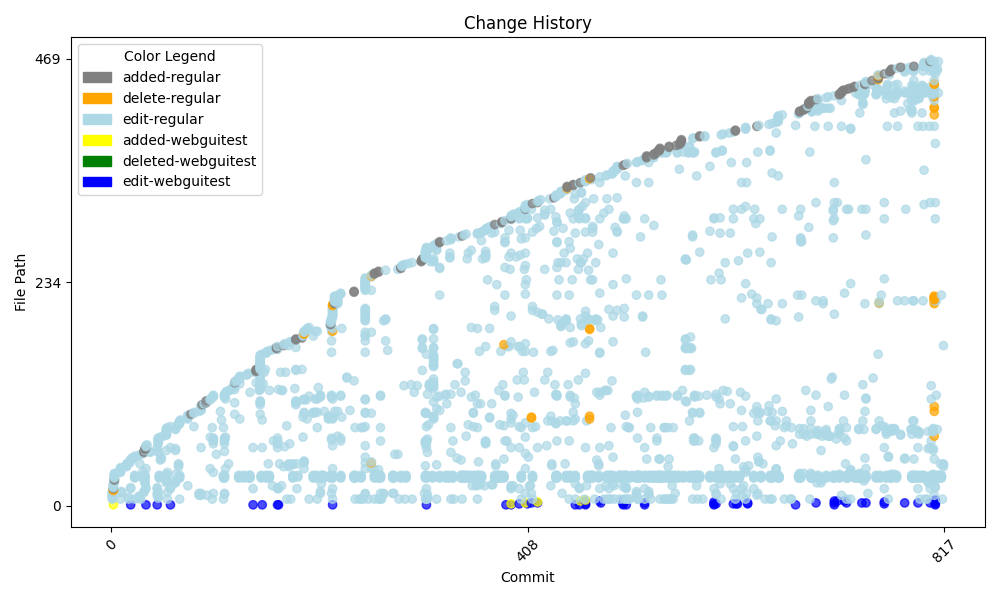 Change History
Color Legend
added-regular
delete-regular
edit-regular
added-webguitest
deleted-webguitest
edit-webguitest
File Path
469
234
0
0
408
817
Commit